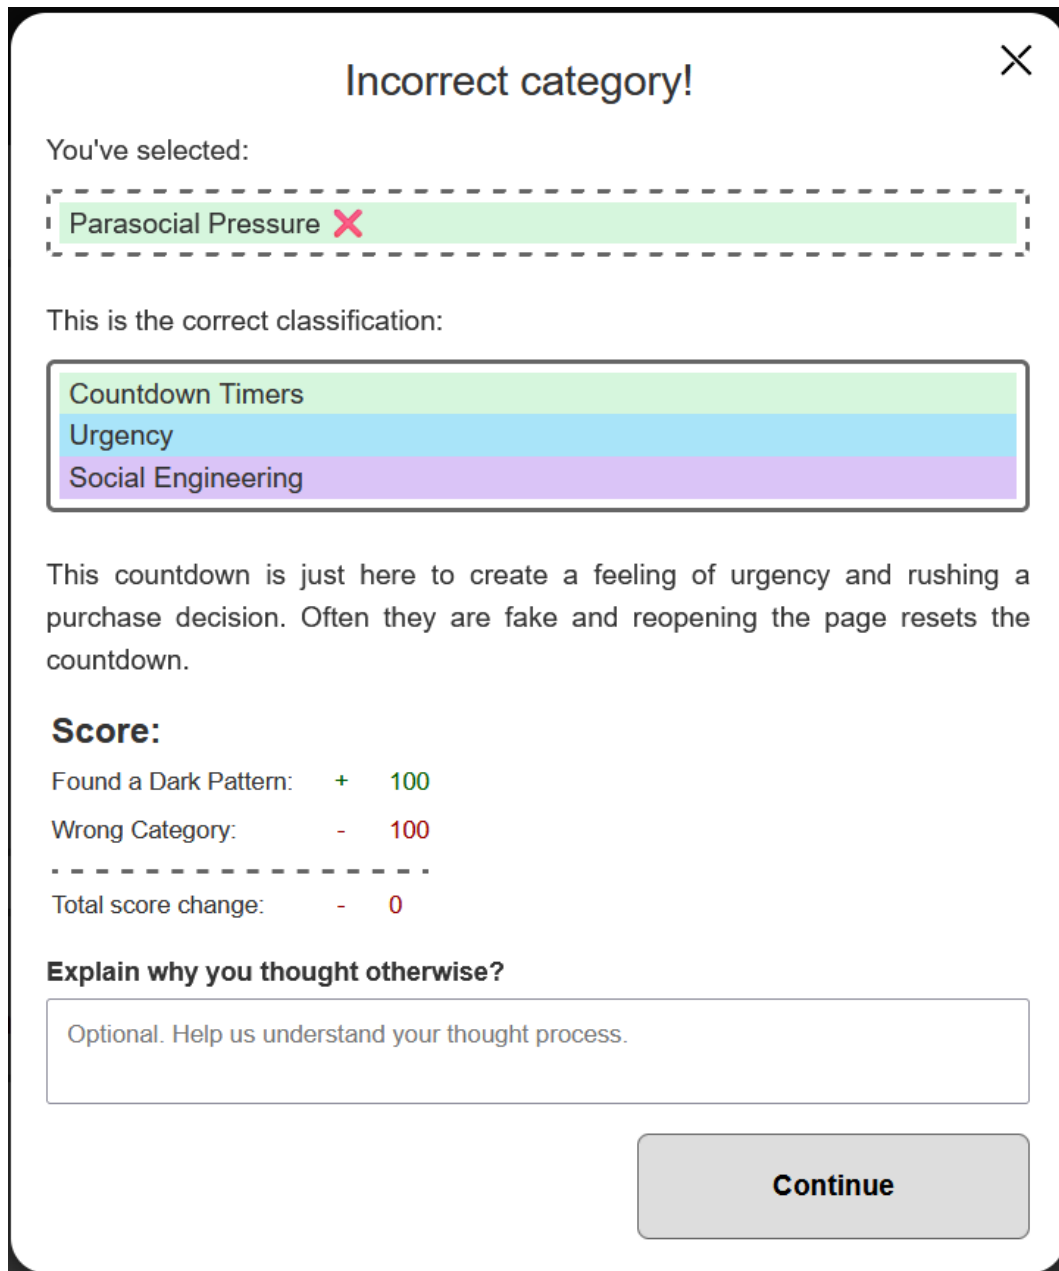 Incorrect category!
You've selected:
Parasocial Pressure ❌
This is the correct classification:
Countdown Timers
Urgency
Social Engineering
This countdown is just here to create a feeling of urgency and rushing a
purchase decision. Often they are fake and reopening the page resets the
countdown.
Score:
Found a Dark Pattern: + 100
Wrong Category: - 100
Total score change: - 0
Explain why you thought otherwise?
Optional. Help us understand your thought process.
Continue